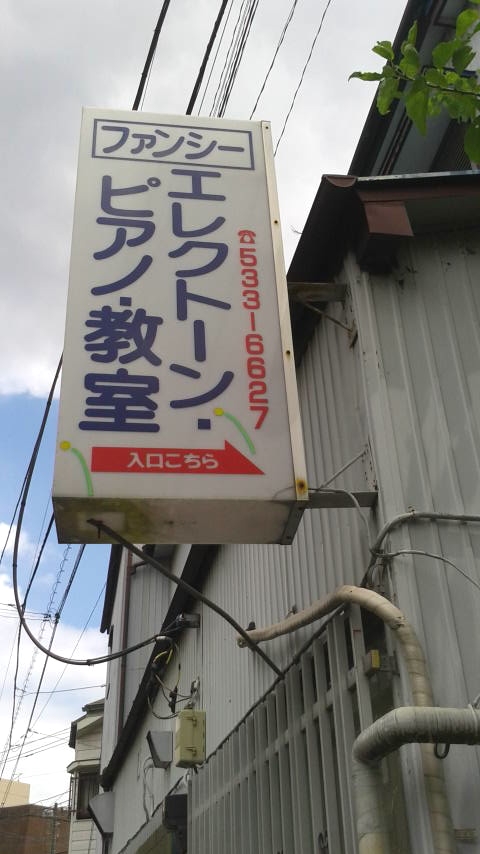 ファンシー
エレクトーン・
ピアノ・教室
☎533-6627
入口こちら